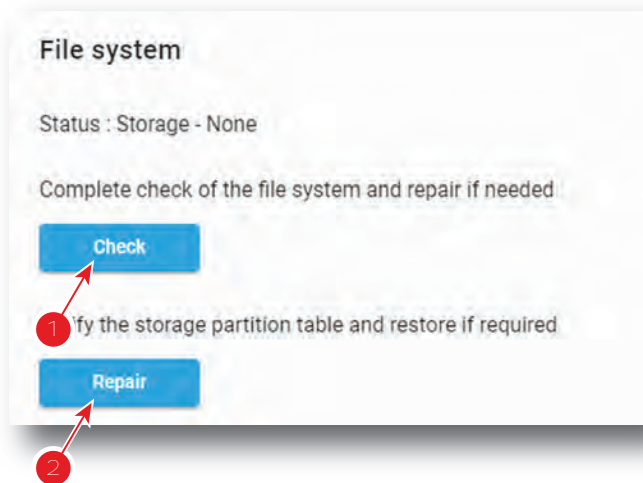 File system
Status : Storage - None
Complete check of the file system and repair if needed
Check
1
the storage partition table and restore if required
Repair
2